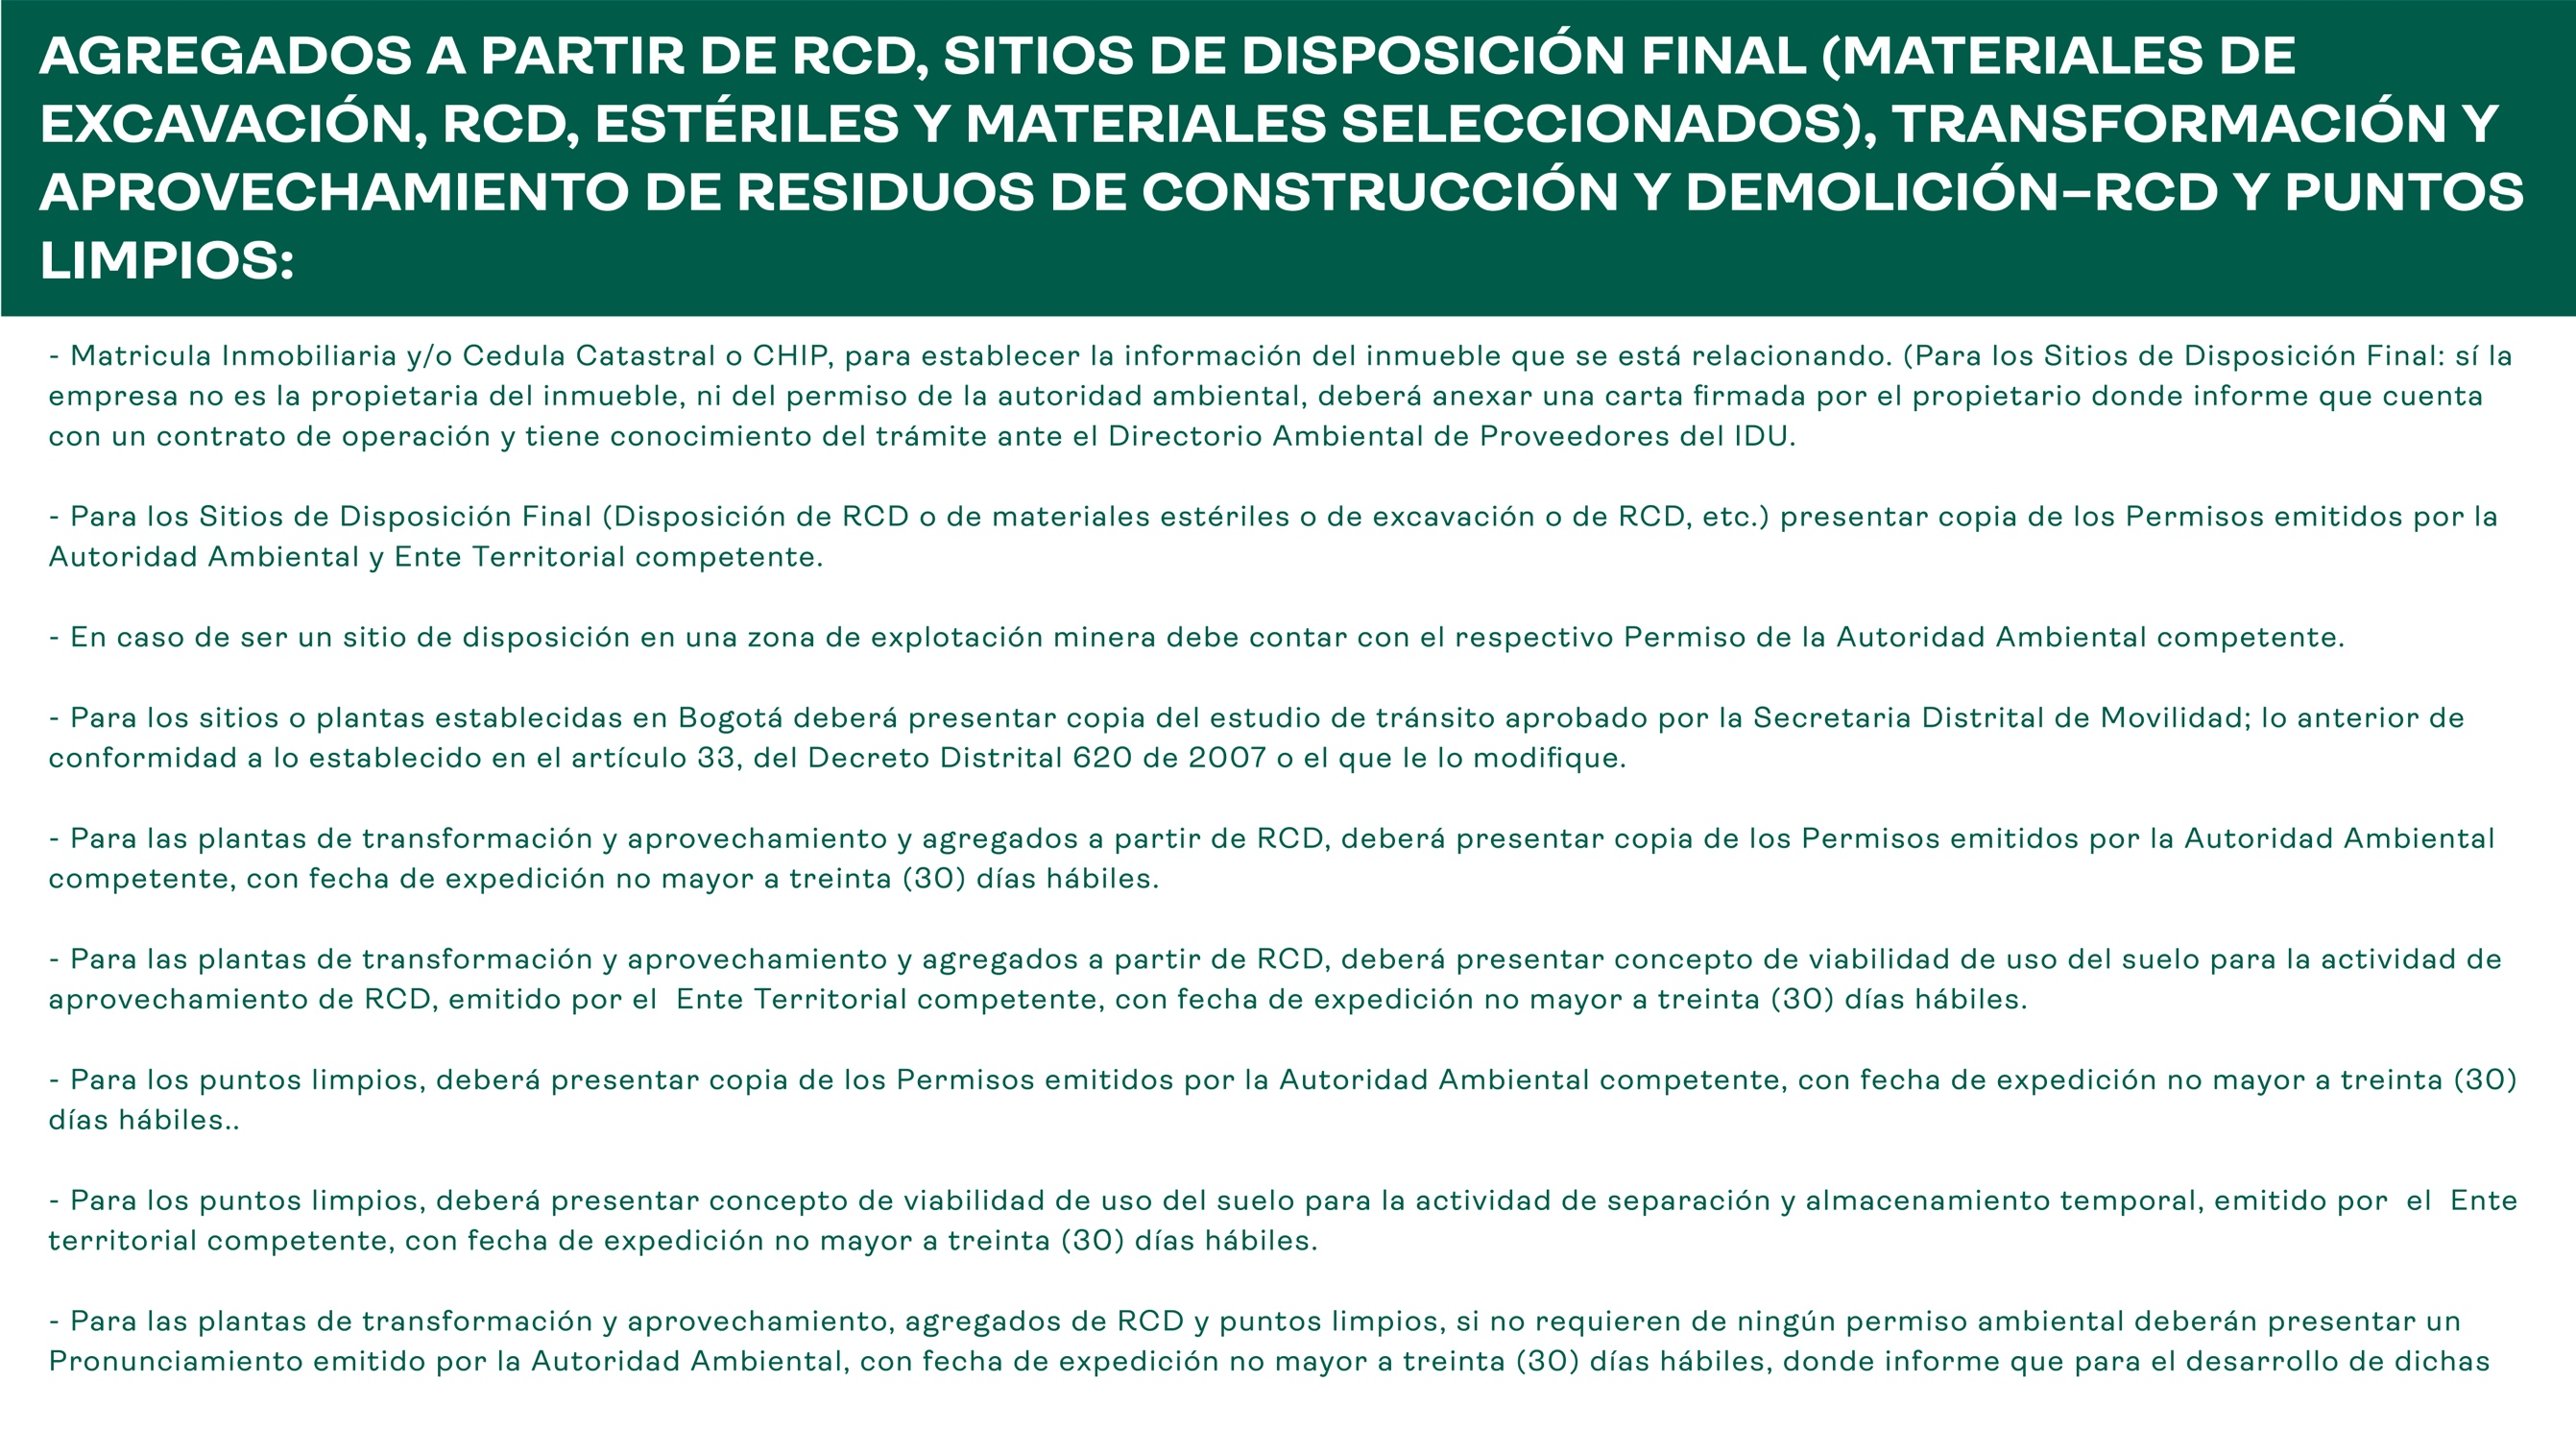 AGREGADOS A PARTIR DE RCD, SITIOS DE DISPOSICIÓN FINAL (MATERIALES DE
EXCAVACIÓN, RCD, ESTÉRILES Y MATERIALES SELECCIONADOS), TRANSFORMACIÓN Y
APROVECHAMIENTO DE RESIDUOS DE CONSTRUCCIÓN Y DEMOLICIÓN–RCD Y PUNTOS
LIMPIOS:
- Matricula Inmobiliaria y/o Cedula Catastral o CHIP, para establecer la información del inmueble que se está relacionando. (Para los Sitios de Disposición Final: sí la
empresa no es la propietaria del inmueble, ni del permiso de la autoridad ambiental, deberá anexar una carta firmada por el propietario donde informe que cuenta
con un contrato de operación y tiene conocimiento del trámite ante el Directorio Ambiental de Proveedores del IDU.
- Para los Sitios de Disposición Final (Disposición de RCD o de materiales estériles o de excavación o de RCD, etc.) presentar copia de los Permisos emitidos por la
Autoridad Ambiental y Ente Territorial competente.
- En caso de ser un sitio de disposición en una zona de explotación minera debe contar con el respectivo Permiso de la Autoridad Ambiental competente.
- Para los sitios o plantas establecidas en Bogotá deberá presentar copia del estudio de tránsito aprobado por la Secretaria Distrital de Movilidad; lo anterior de
conformidad a lo establecido en el artículo 33, del Decreto Distrital 620 de 2007 o el que le lo modifique.
- Para las plantas de transformación y aprovechamiento y agregados a partir de RCD, deberá presentar copia de los Permisos emitidos por la Autoridad Ambiental
competente, con fecha de expedición no mayor a treinta (30) días hábiles.
- Para las plantas de transformación y aprovechamiento y agregados a partir de RCD, deberá presentar concepto de viabilidad de uso del suelo para la actividad de
aprovechamiento de RCD, emitido por el  Ente Territorial competente, con fecha de expedición no mayor a treinta (30) días hábiles.
- Para los puntos limpios, deberá presentar copia de los Permisos emitidos por la Autoridad Ambiental competente, con fecha de expedición no mayor a treinta (30)
días hábiles..
- Para los puntos limpios, deberá presentar concepto de viabilidad de uso del suelo para la actividad de separación y almacenamiento temporal, emitido por  el  Ente
territorial competente, con fecha de expedición no mayor a treinta (30) días hábiles.
- Para las plantas de transformación y aprovechamiento, agregados de RCD y puntos limpios, si no requieren de ningún permiso ambiental deberán presentar un
Pronunciamiento emitido por la Autoridad Ambiental, con fecha de expedición no mayor a treinta (30) días hábiles, donde informe que para el desarrollo de dichas